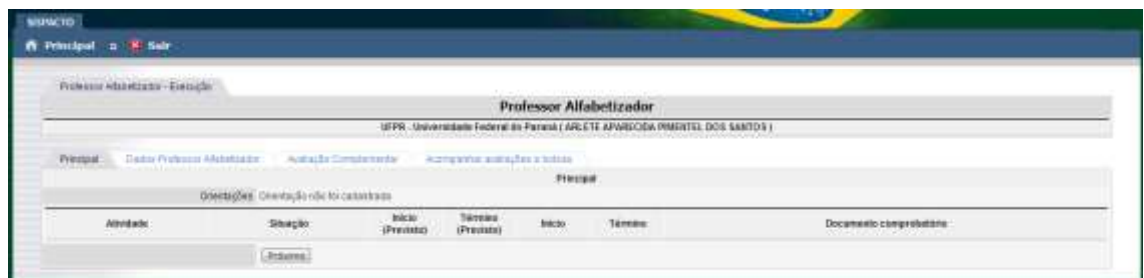 SISPACTO
Principal Sair
Professor Alfabetizador - Execução
Professor Alfabetizador
UFPR - Universidade Federal do Paraná ( ARLETE APARECIDA PIMENTEL DOS SANTOS )
Principal Dados Professor Alfabetizador Avaliação Complementar Acompanhar avaliações e bolsas
Principal
Orientações Orientação não foi cadastrada
Atividade Situação Início (Previsto) Término (Previsto) Início Término Documento comprobatório
Próximo